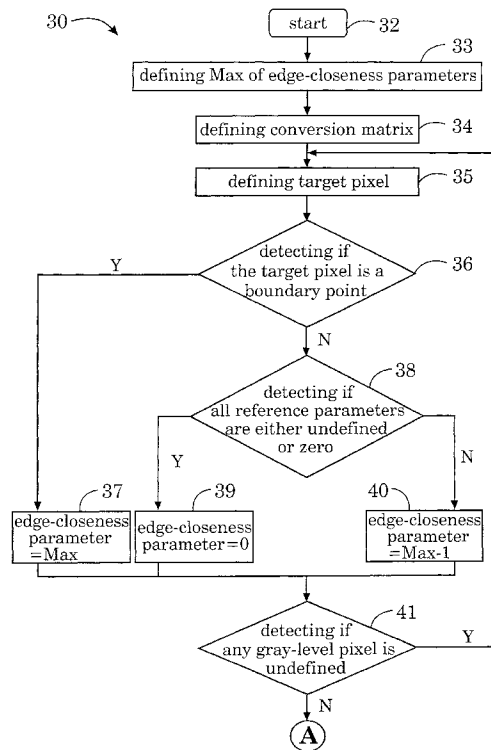 30
start
32
33
defining Max of edge-closeness parameters
defining conversion matrix
34
defining target pixel
35
detecting if
the target pixel is a
boundary point
36
Y
N
38
detecting if
all reference parameters
are either undefined
or zero
Y
N
37
39
40
edge-closeness
parameter
=Max
edge-closeness
parameter=0
edge-closeness
parameter
=Max-1
41
detecting if
any gray-level pixel is
undefined
Y
N
A